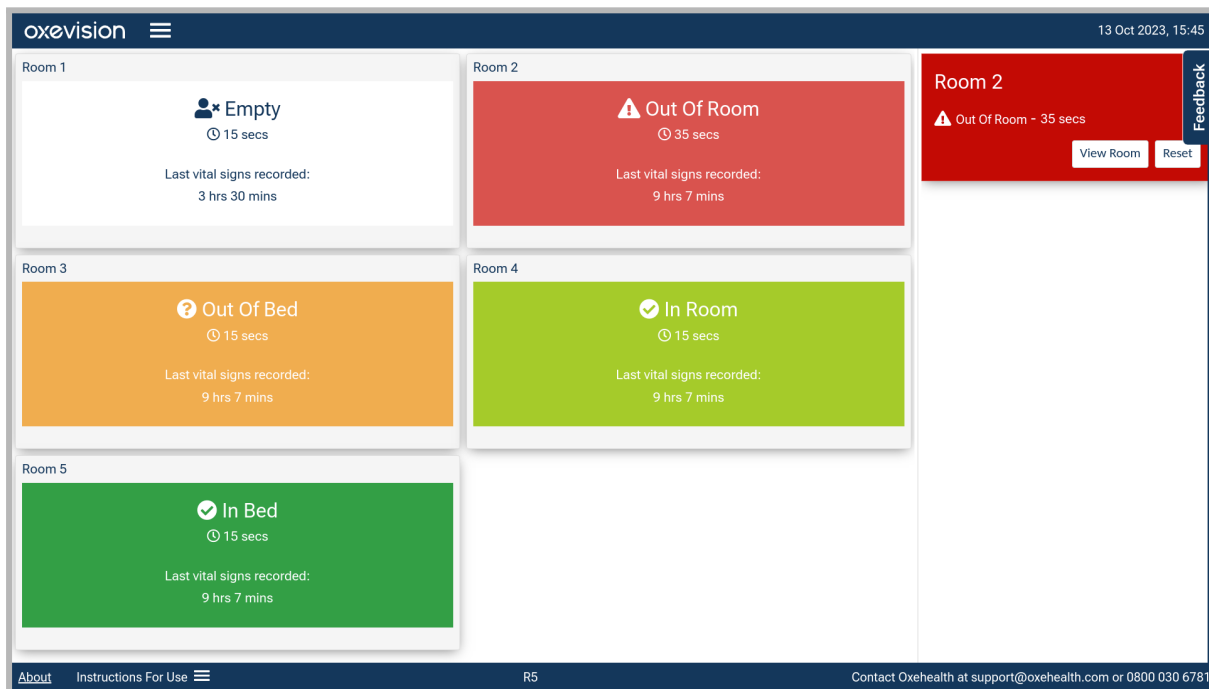 oxevision
13 Oct 2023, 15:45
Room 1
Empty
15 secs
Last vital signs recorded:
3 hrs 30 mins
Room 2
Out Of Room
35 secs
Last vital signs recorded:
9 hrs 7 mins
Room 3
Out Of Bed
15 secs
Last vital signs recorded:
9 hrs 7 mins
Room 4
In Room
15 secs
Last vital signs recorded:
9 hrs 7 mins
Room 5
In Bed
15 secs
Last vital signs recorded:
9 hrs 7 mins
Room 2
Out Of Room - 35 secs
View Room Reset
Feedback
About Instructions For Use R5 Contact Oxehealth at support@oxehealth.com or 0800 030 6781